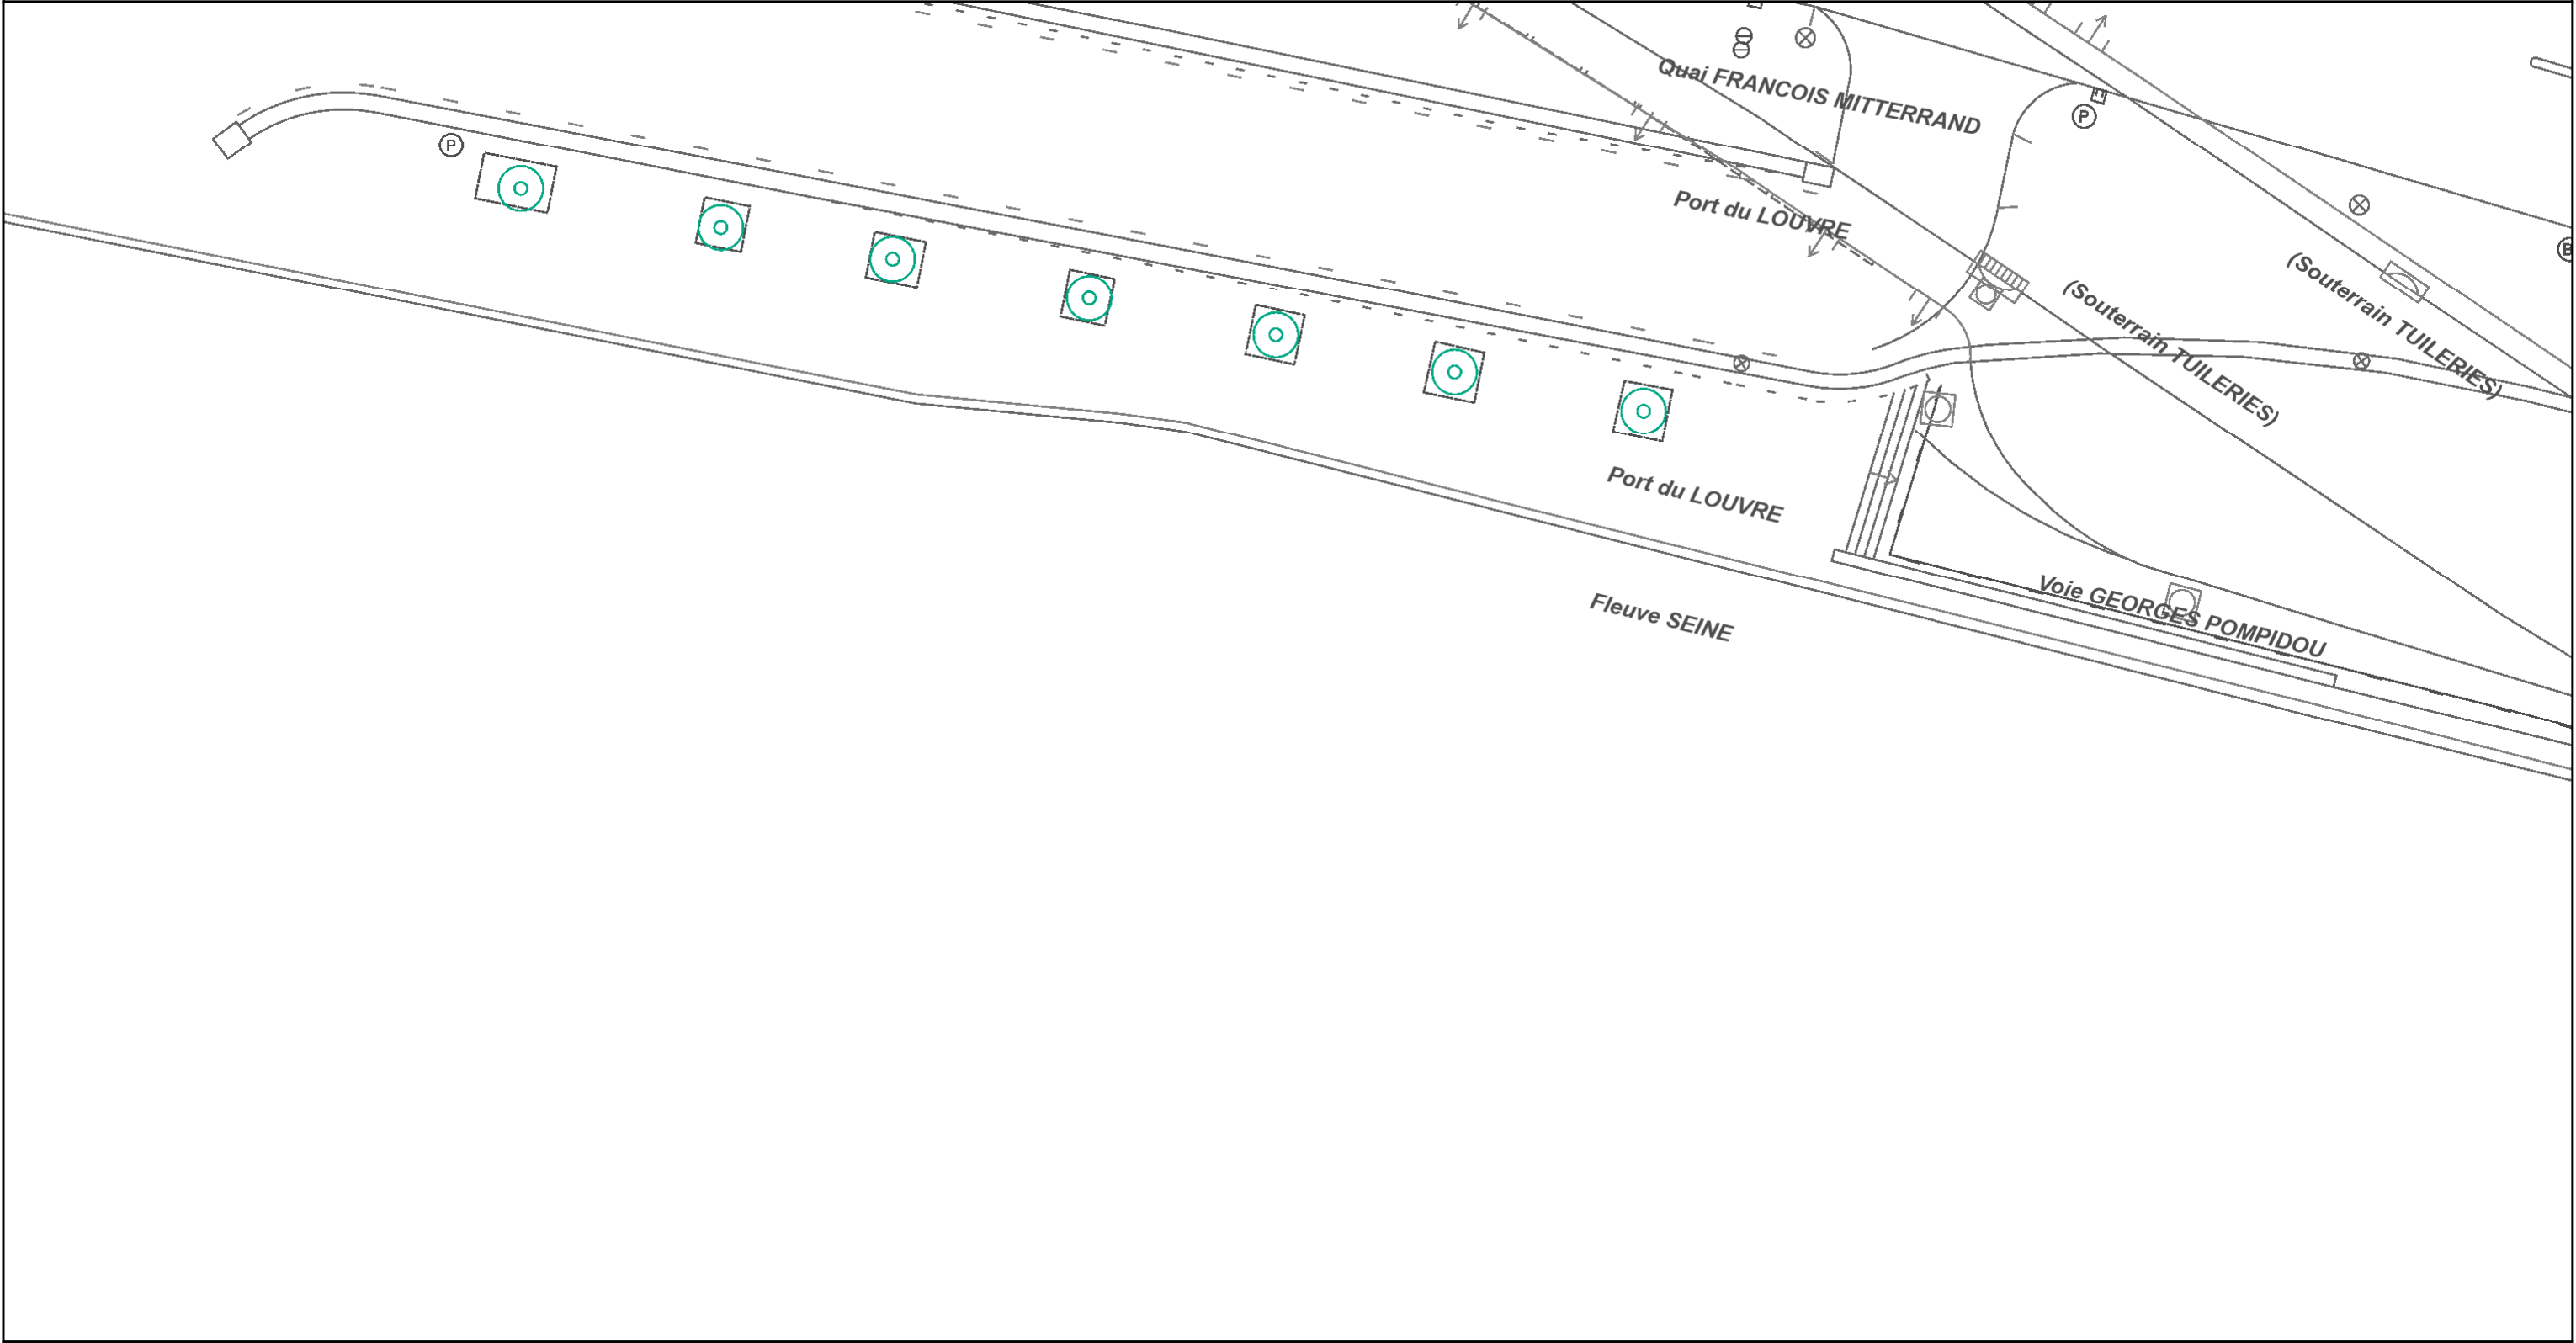 Quai FRANCOIS MITTERRAND
P
P
Port du LOUVRE
(Souterrain TUILERIES)
(Souterrain TUILERIES)
Port du LOUVRE
Voie GEORGES POMPIDOU
Fleuve SEINE